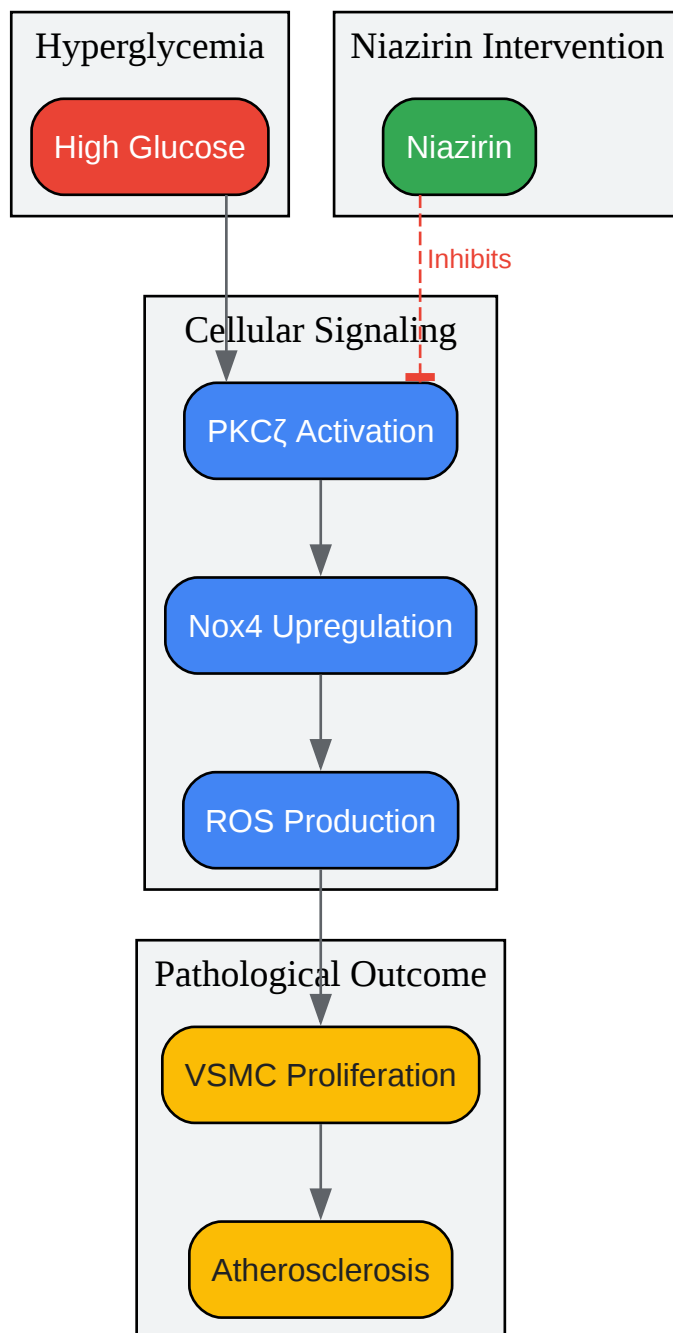 Hyperglycemia
Niazirin Intervention
High Glucose
Niazirin
Inhibits
Cellular Signaling
PKCζ Activation
Nox4 Upregulation
ROS Production
Pathological Outcome
VSMC Proliferation
Atherosclerosis